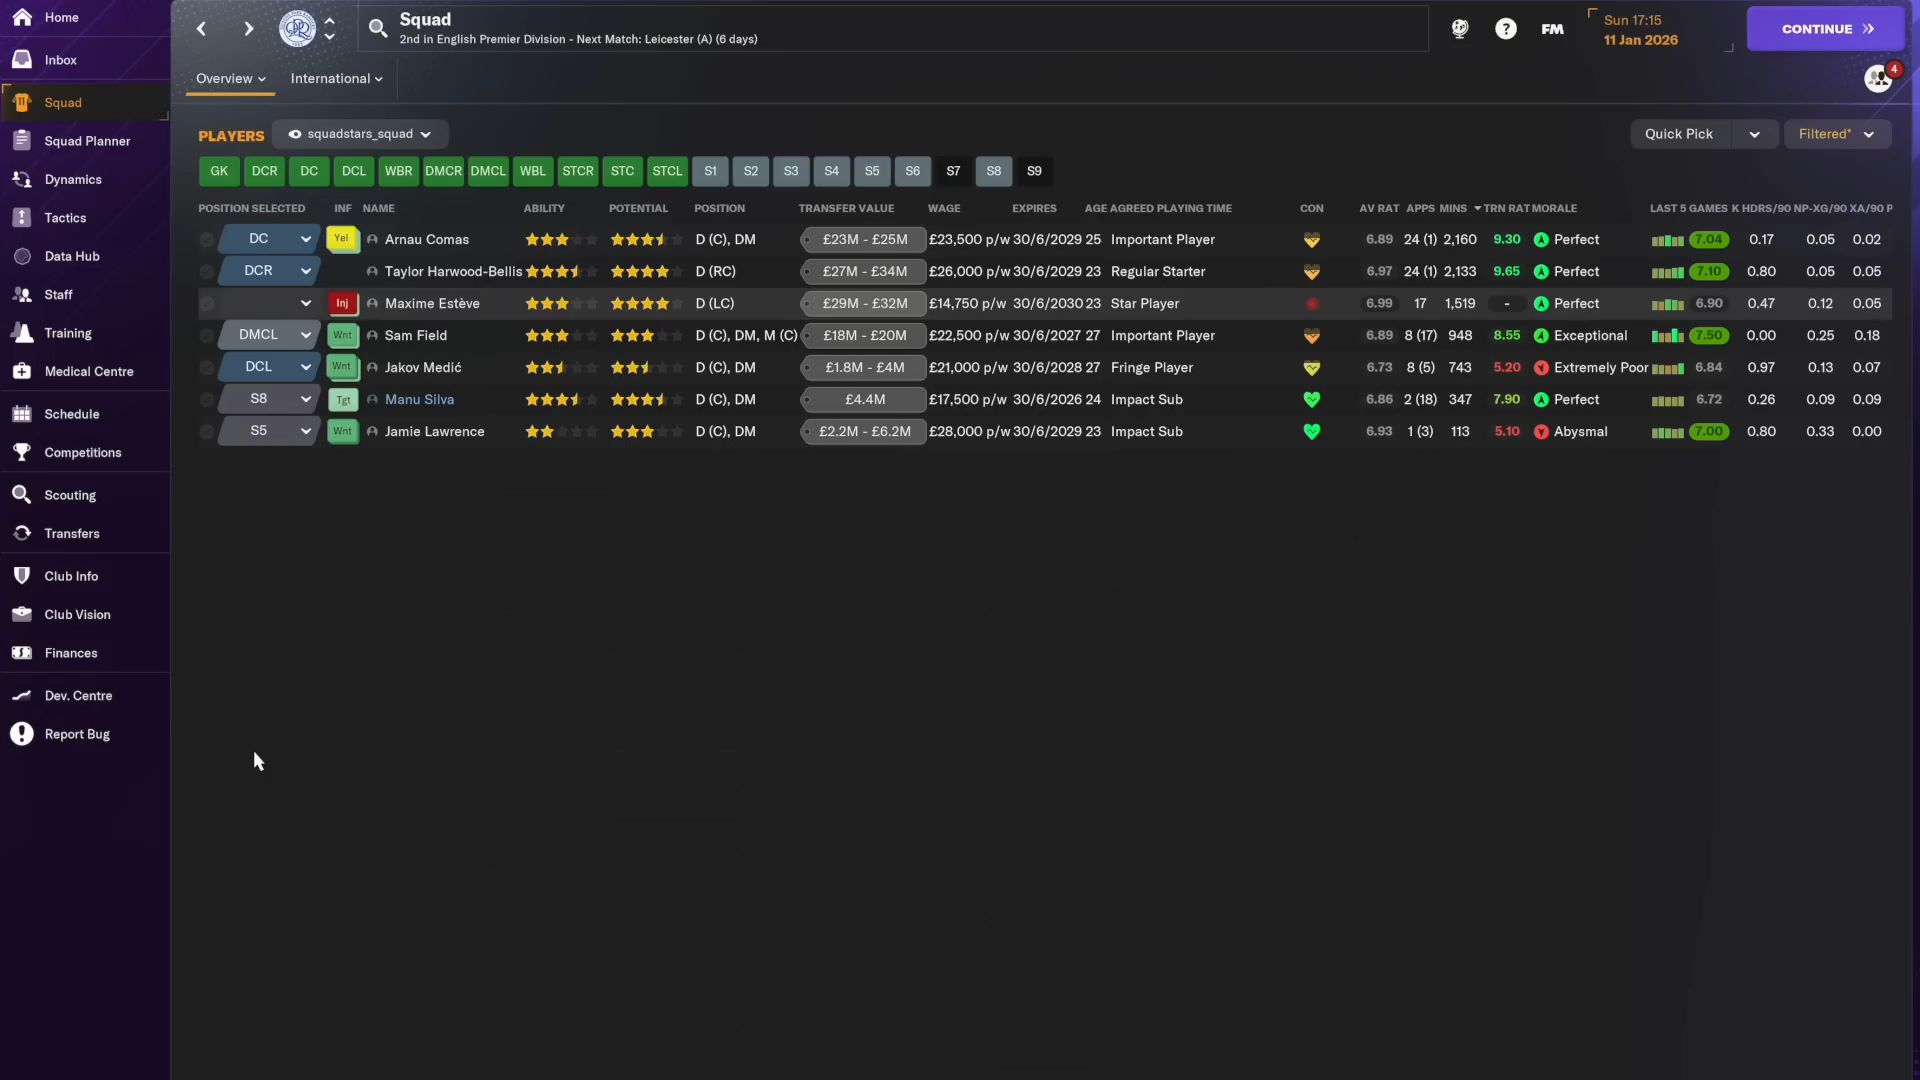 Home
Inbox
Squad
Squad Planner
Dynamics
Tactics
Data Hub
Staff
Training
Medical Centre
Schedule
Competitions
Scouting
Transfers
Club Info
Club Vision
Finances
Dev. Centre
Report Bug
Squad
2nd in English Premier Division - Next Match: Leicester (A) (6 days)
FM
Sun 17:15
11 Jan 2026
CONTINUE
Overview International
4
PLAYERS squadstars_squad Quick Pick Filtered*
GK DCR DC DCL WBR DMCR DMCL WBL STCR STC STCL S1 S2 S3 S4 S5 S6 S7 S8 S9
POSITION SELECTED INF NAME ABILITY POTENTIAL POSITION TRANSFER VALUE WAGE EXPIRES AGE AGREED PLAYING TIME CON AV RAT APPS MINS TRN RAT MORALE LAST 5 GAMES K HDRS/90 NP-XG/90 XA/90 P
DC Yel Arnau Comas D (C), DM £23M - £25M £23,500 p/w 30/6/2029 25 Important Player 6.89 24 (1) 2,160 9.30 Perfect 7.04 0.17 0.05 0.02
DCR Taylor Harwood-Bellis D (RC) £27M - £34M £26,000 p/w 30/6/2029 23 Regular Starter 6.97 24 (1) 2,133 9.65 Perfect 7.10 0.80 0.05 0.05
Inj Maxime Estève D (LC) £29M - £32M £14,750 p/w 30/6/2030 23 Star Player 6.99 17 1,519 - Perfect 6.90 0.47 0.12 0.05
DMCL Wnt Sam Field D (C), DM, M (C) £18M - £20M £22,500 p/w 30/6/2027 27 Important Player 6.89 8 (17) 948 8.55 Exceptional 7.50 0.00 0.25 0.18
DCL Wnt Jakov Medić D (C), DM £1.8M - £4M £21,000 p/w 30/6/2028 27 Fringe Player 6.73 8 (5) 743 5.20 Extremely Poor 6.84 0.97 0.13 0.07
S8 Tgt Manu Silva D (C), DM £4.4M £17,500 p/w 30/6/2026 24 Impact Sub 6.86 2 (18) 347 7.90 Perfect 6.72 0.26 0.09 0.09
S5 Wnt Jamie Lawrence D (C), DM £2.2M - £6.2M £28,000 p/w 30/6/2029 23 Impact Sub 6.93 1 (3) 113 5.10 Abysmal 7.00 0.80 0.33 0.00